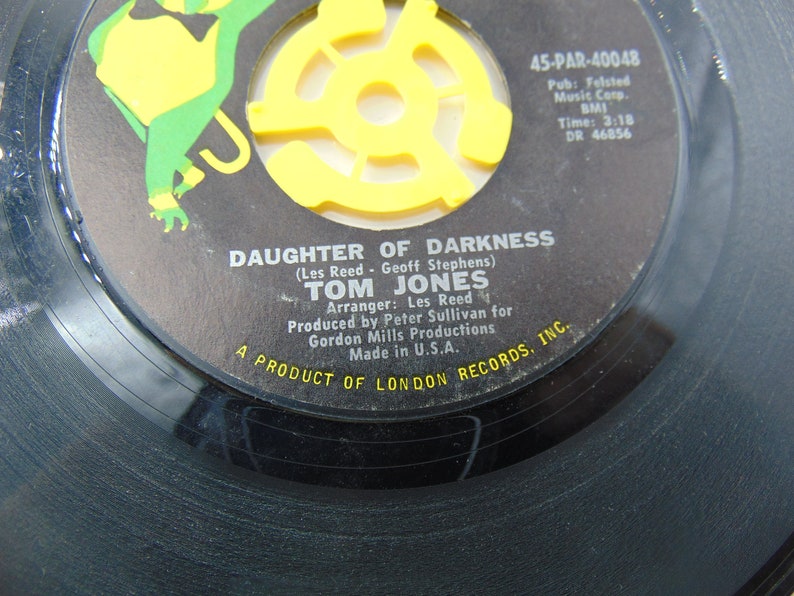 45-PAR-40048
Pub: Felsted
Music Corp.
BMI
Time: 3:18
DR 46856
DAUGHTER OF DARKNESS
(Les Reed - Geoff Stephens)
TOM JONES
Arranger: Les Reed
Produced by Peter Sullivan for
Gordon Mills Productions
Made in U.S.A.
A PRODUCT OF LONDON RECORDS, INC.